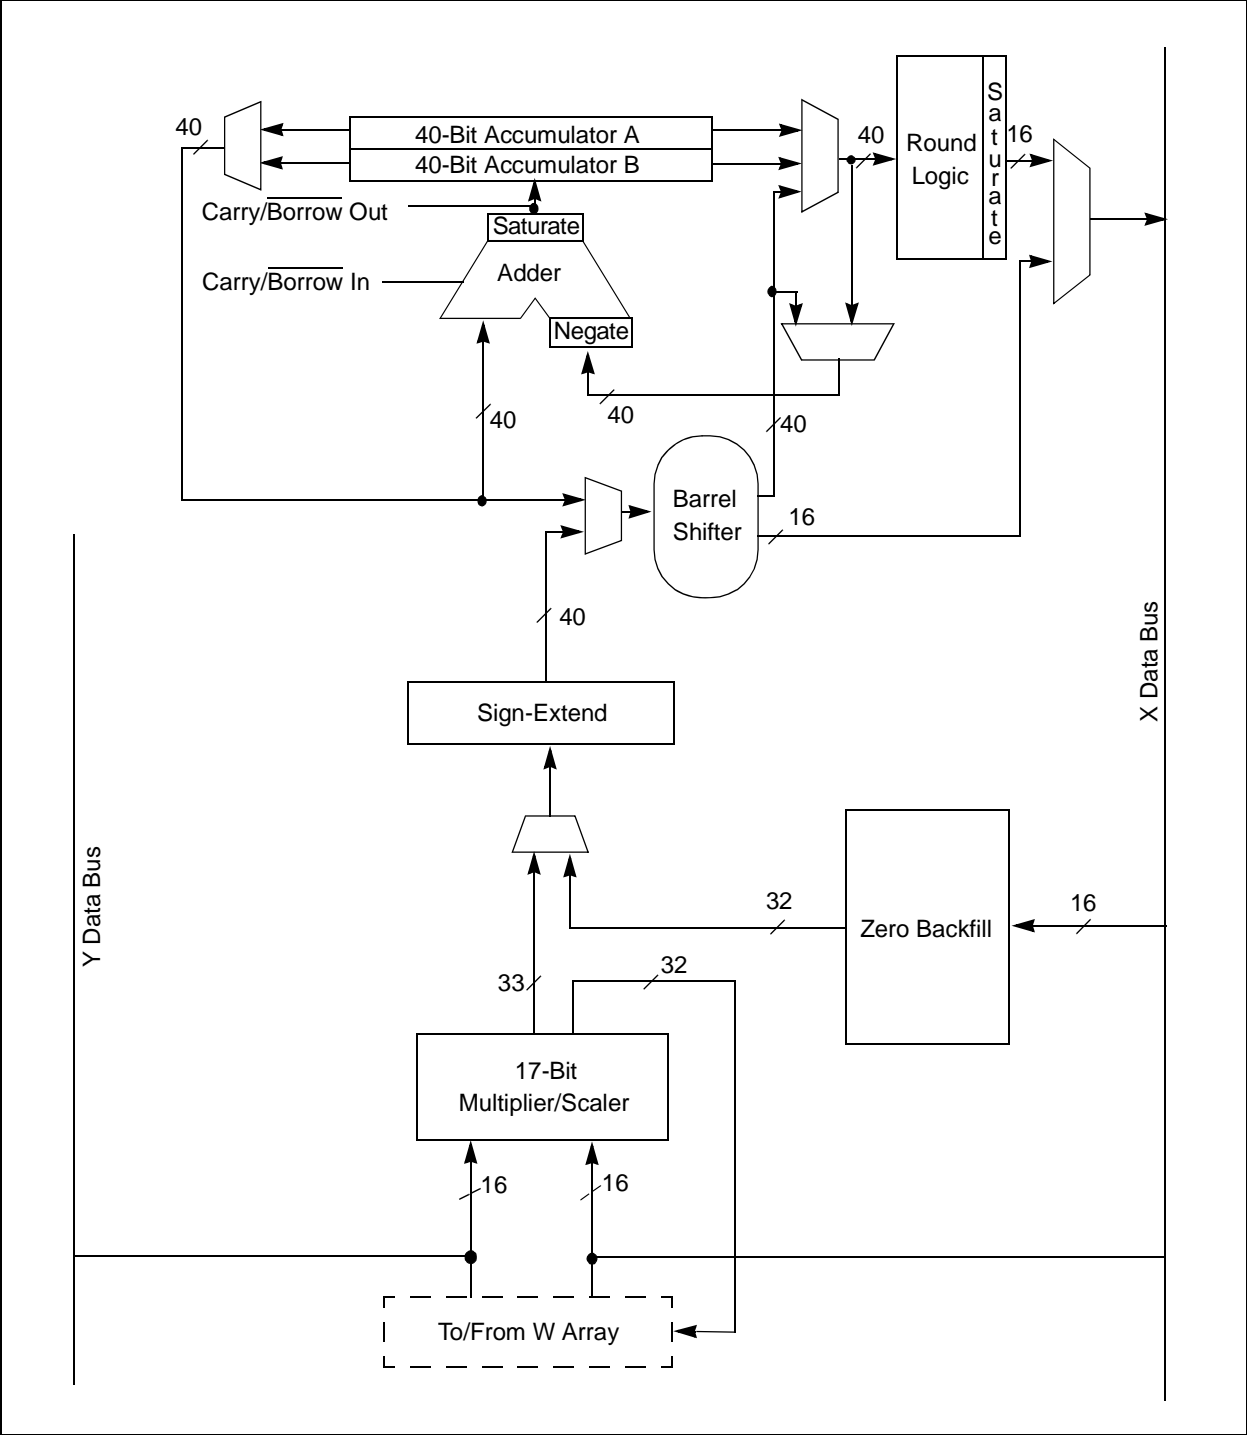 40
40-Bit Accumulator A
40-Bit Accumulator B
Carry/Borrow Out
Saturate
Adder
Carry/Borrow In
Negate
40
Round
Logic
Saturate
16
40
40
40
Barrel
Shifter
16
40
X Data Bus
Sign-Extend
Y Data Bus
32
Zero Backfill
16
33
32
17-Bit
Multiplier/Scaler
16
16
To/From W Array